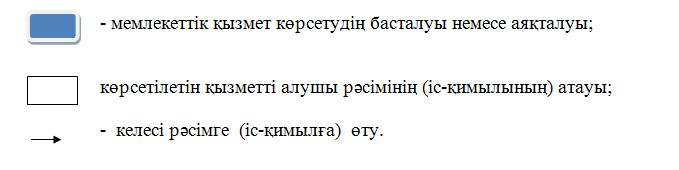 - мемлекеттік қызмет көрсетудің басталуы немесе аяқталуы;
көрсетілетін қызметті алушы рәсімінің (іс-қимылының) атауы;
- келесі рәсімге (іс-қимылға) өту.